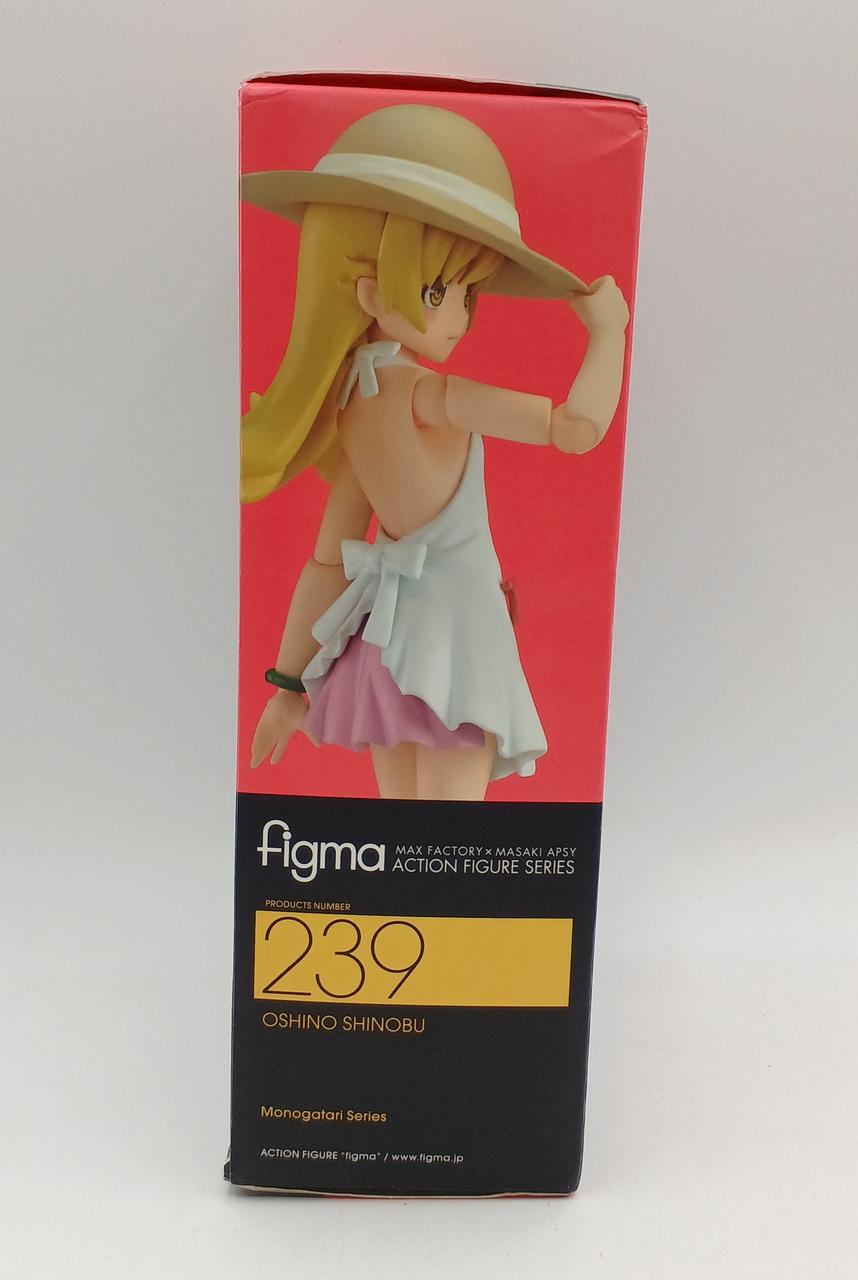 figma
MAX FACTORY×MASAKI APSY
ACTION FIGURE SERIES
PRODUCTS NUMBER
239
OSHINO SHINOBU
Monogatari Series
ACTION FIGURE "figma" / www.figma.jp